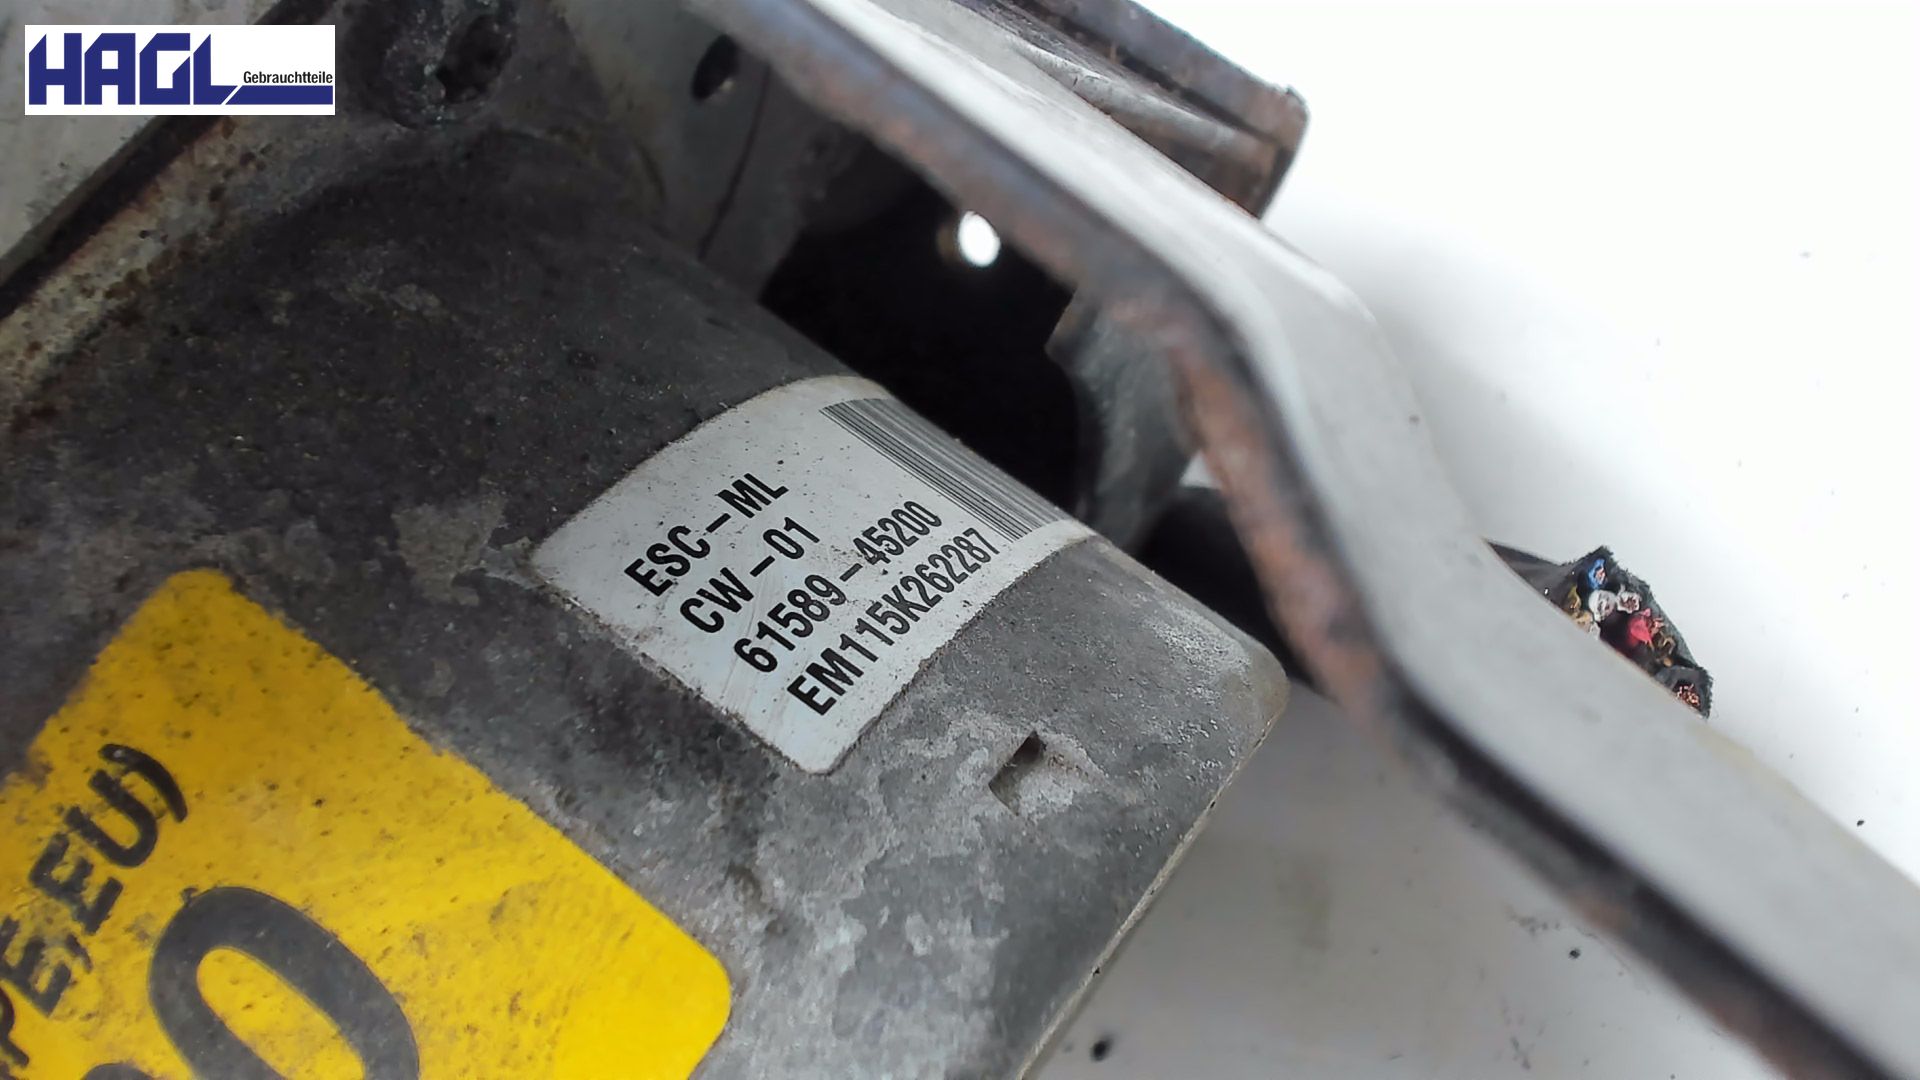 HAGL
Gebrauchtteile
ESC-ML
CW-01
61589-45200
EM115K262287
PE,EU)